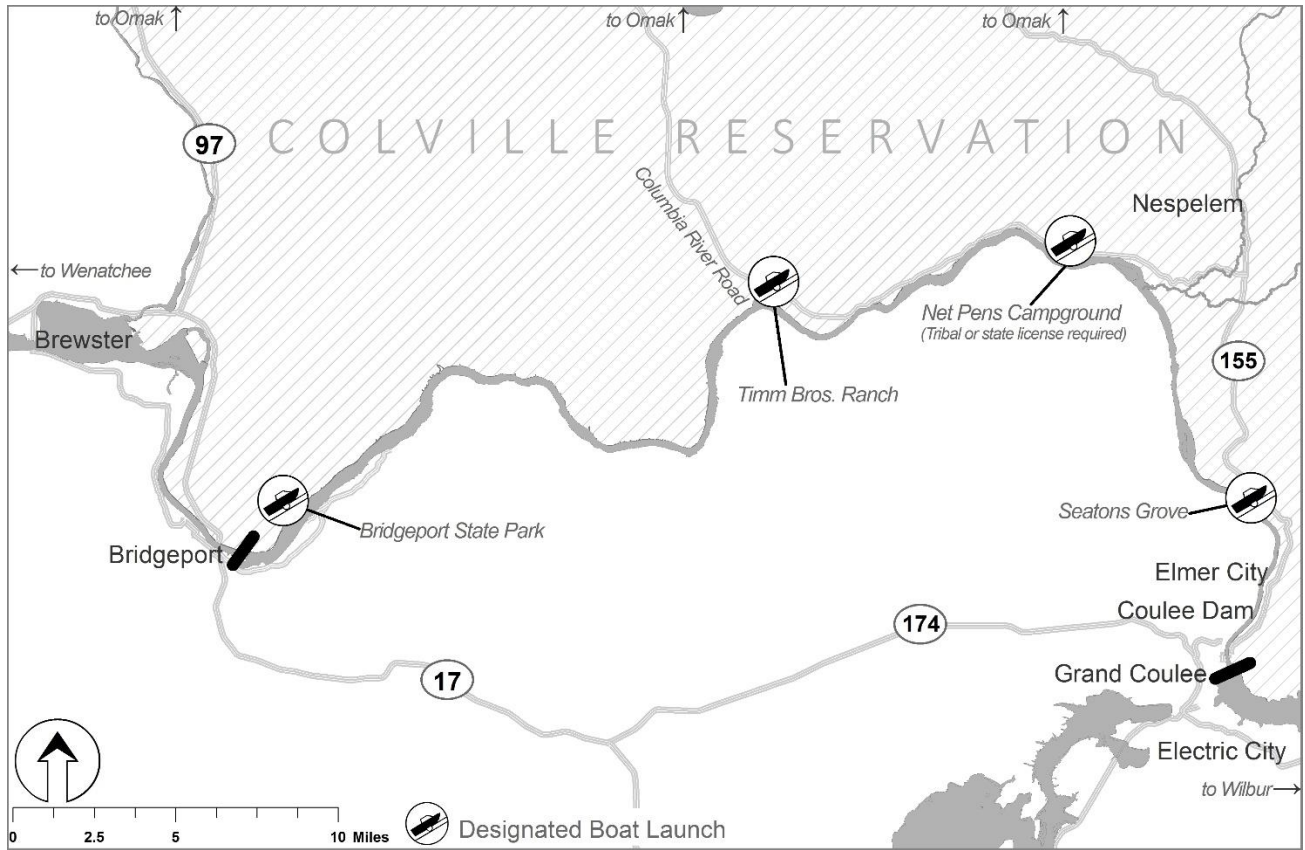 to Omak ↑
to Omak ↑
to Omak ↑
97
COLVILLE RESERVATION
Columbia River Road
Nespelem
← to Wenatchee
Brewster
Net Pens Campground
(Tribal or state license required)
155
Timm Bros. Ranch
Seatons Grove
Bridgeport State Park
Bridgeport
Elmer City
Coulee Dam
174
Grand Coulee
17
Electric City
to Wilbur →
0 2.5 5 10 Miles
Designated Boat Launch